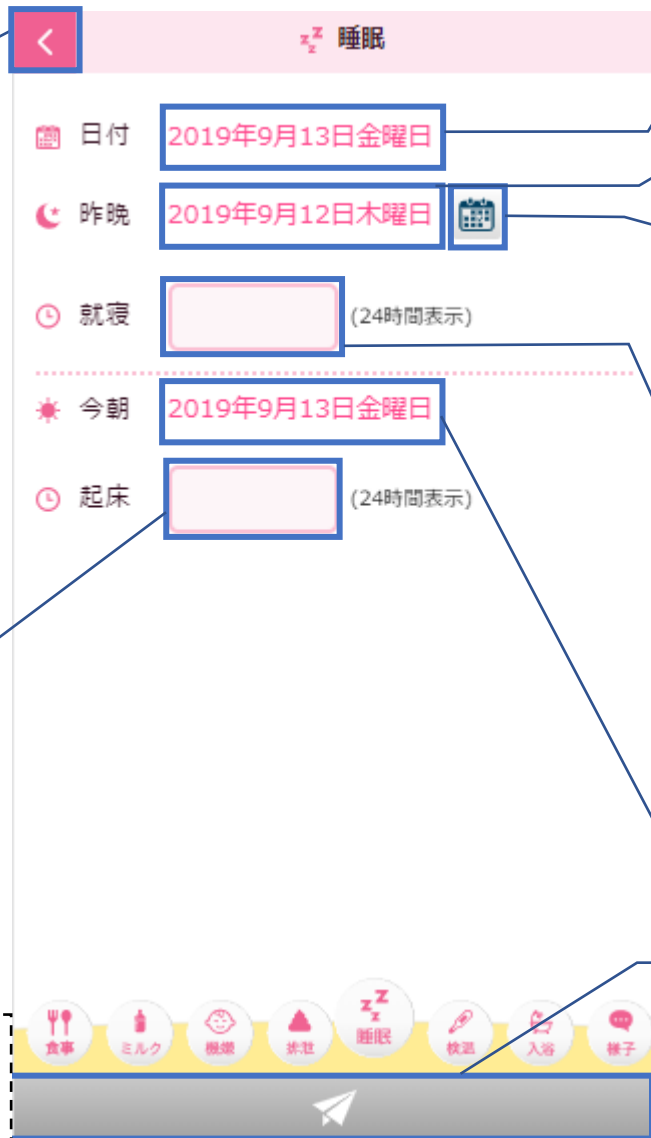 睡眠
日付 2019年9月13日金曜日
昨晩 2019年9月12日木曜日
就寝 (24時間表示)
今朝 2019年9月13日金曜日
起床 (24時間表示)
食事 ミルク 機嫌 排泄 睡眠 検温 入浴 様子